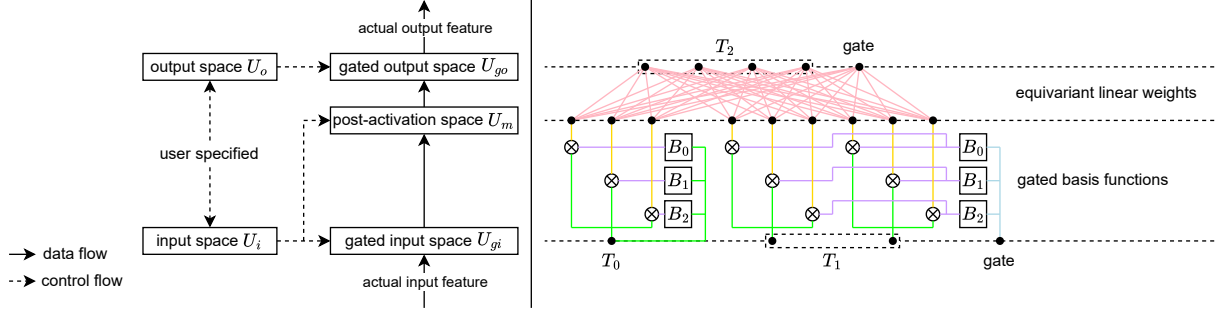 actual output feature
output space $U_o$
gated output space $U_{go}$
post-activation space $U_m$
user specified
input space $U_i$
gated input space $U_{gi}$
data flow
control flow
actual input feature
$T_2$
gate
equivariant linear weights
$B_0$
$B_0$
$B_1$
$B_1$
gated basis functions
$B_2$
$B_2$
$T_0$
$T_1$
gate